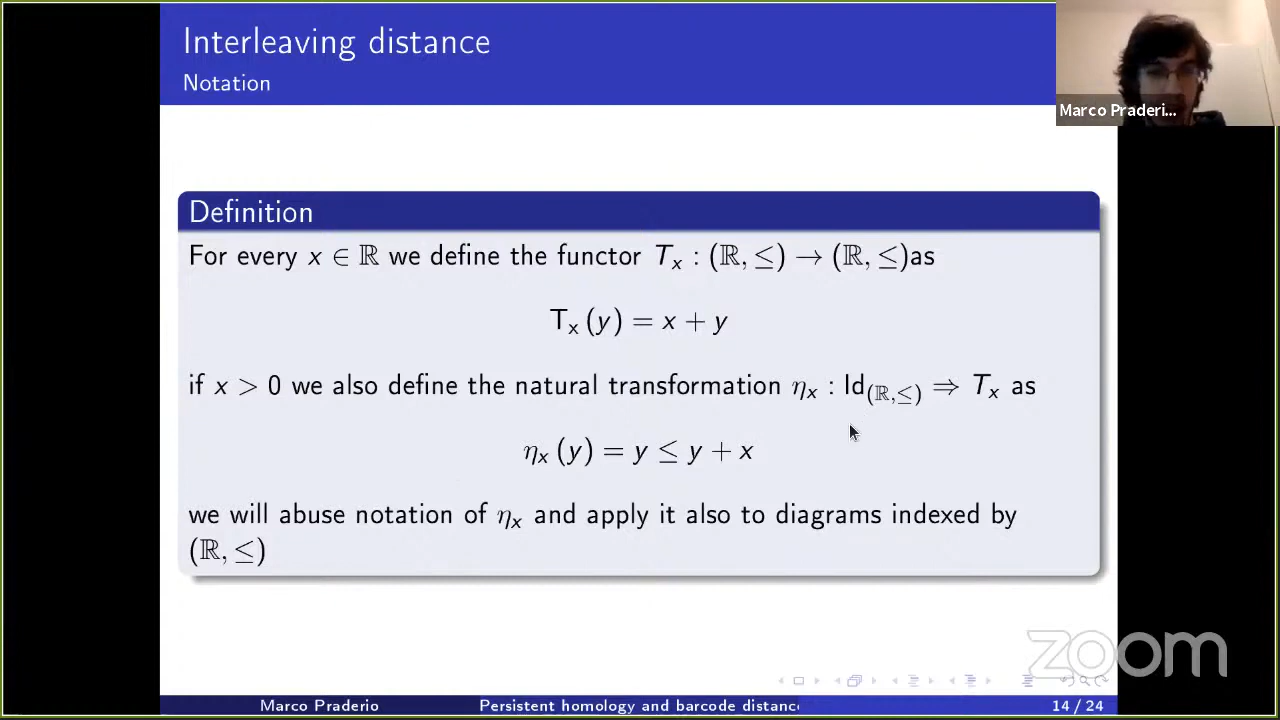 Interleaving distance
Notation
Marco Praderi...
Definition
For every x ∈ ℝ we define the functor Tₓ : (ℝ, ≤) → (ℝ, ≤)as
Tₓ (y) = x + y
if x > 0 we also define the natural transformation ηₓ : Id_(ℝ,≤) ⇒ Tₓ as
ηₓ (y) = y ≤ y + x
we will abuse notation of ηₓ and apply it also to diagrams indexed by
(ℝ, ≤)
zoom
Marco Praderio Persistent homology and barcode distance 14 / 24